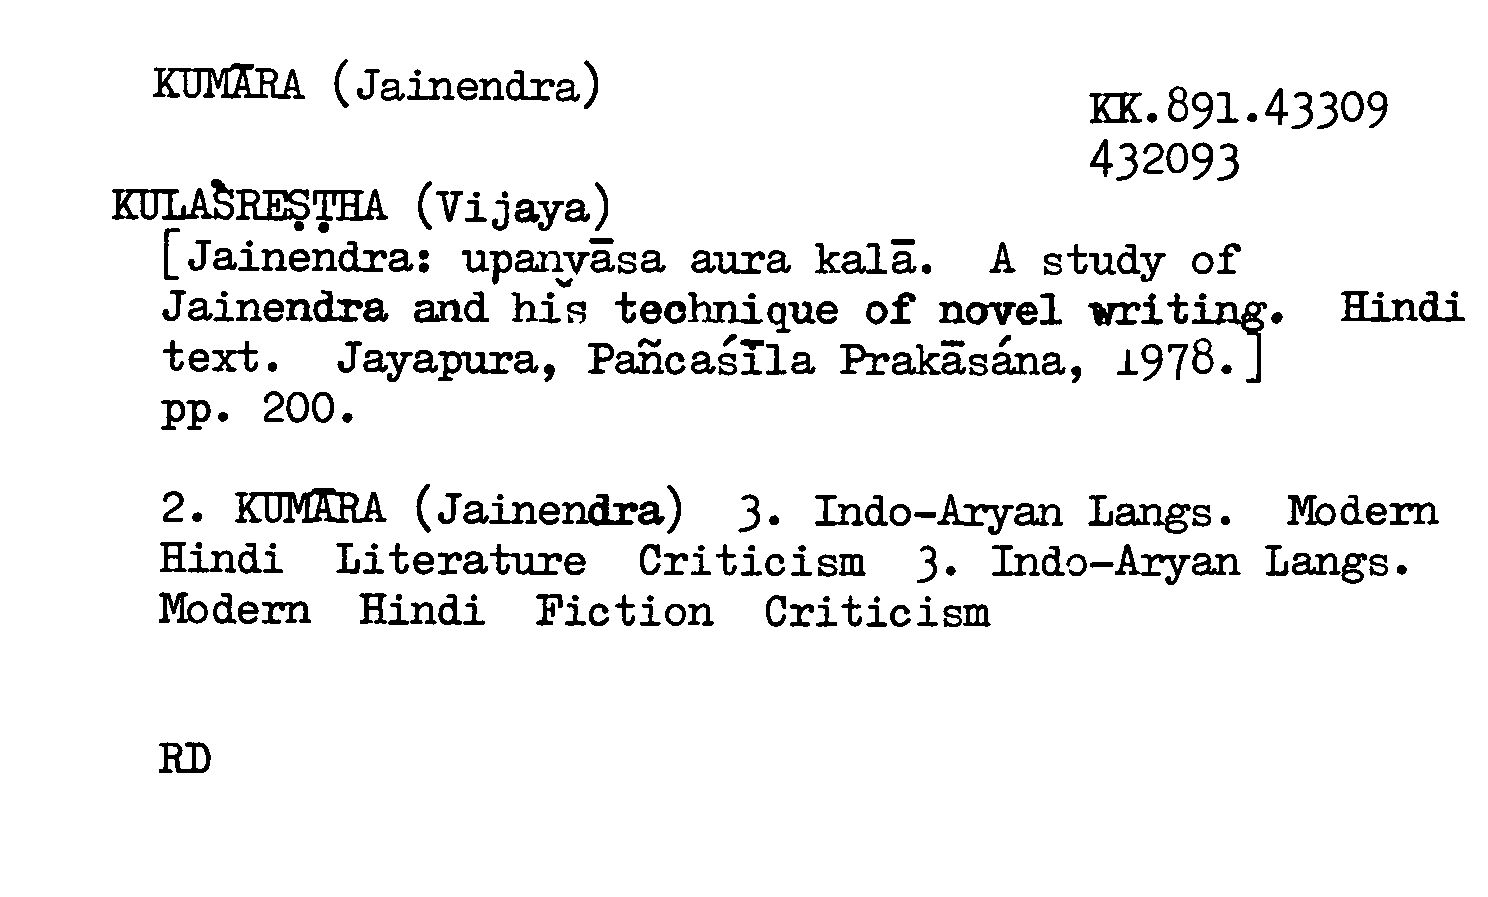 KUMĀRA (Jainendra)
KK.891.43309
432093
KULAŚREṢṬHA (Vijaya)
[Jainendra: upanyāsa aura kalā. A study of
Jainendra and his technique of novel writing. Hindi
text. Jayapura, Pañcaśīla Prakāsána, 1978.]
pp. 200.
2. KUMĀRA (Jainendra) 3. Indo-Aryan Langs. Modern
Hindi Literature Criticism 3. Indo-Aryan Langs.
Modern Hindi Fiction Criticism
RD